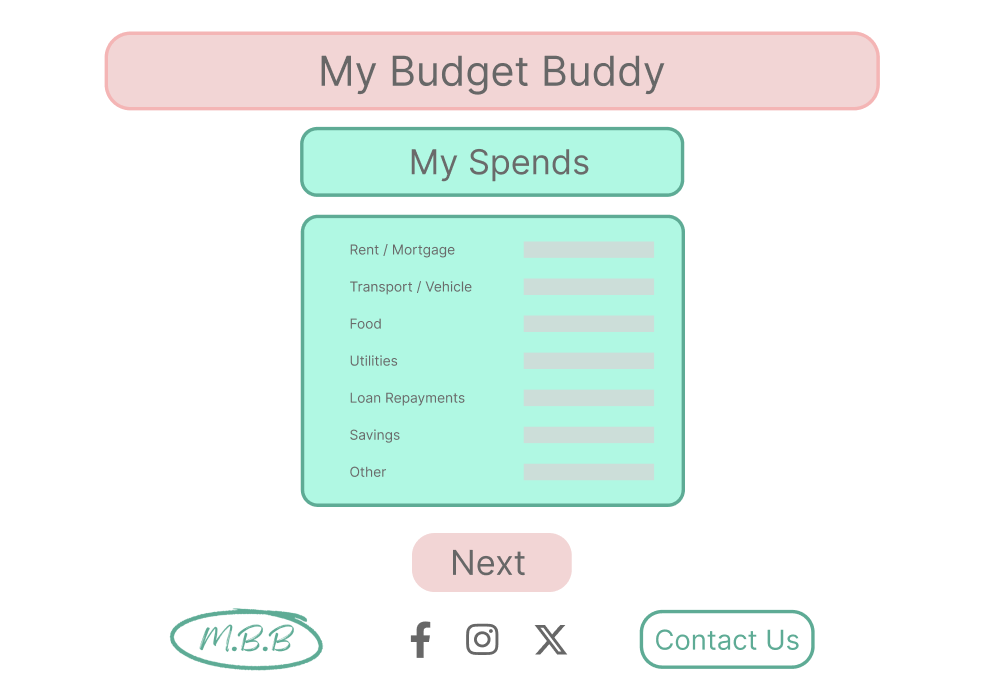 My Budget Buddy
My Spends
Rent / Mortgage
Transport / Vehicle
Food
Utilities
Loan Repayments
Savings
Other
Next
M.B.B
Contact Us